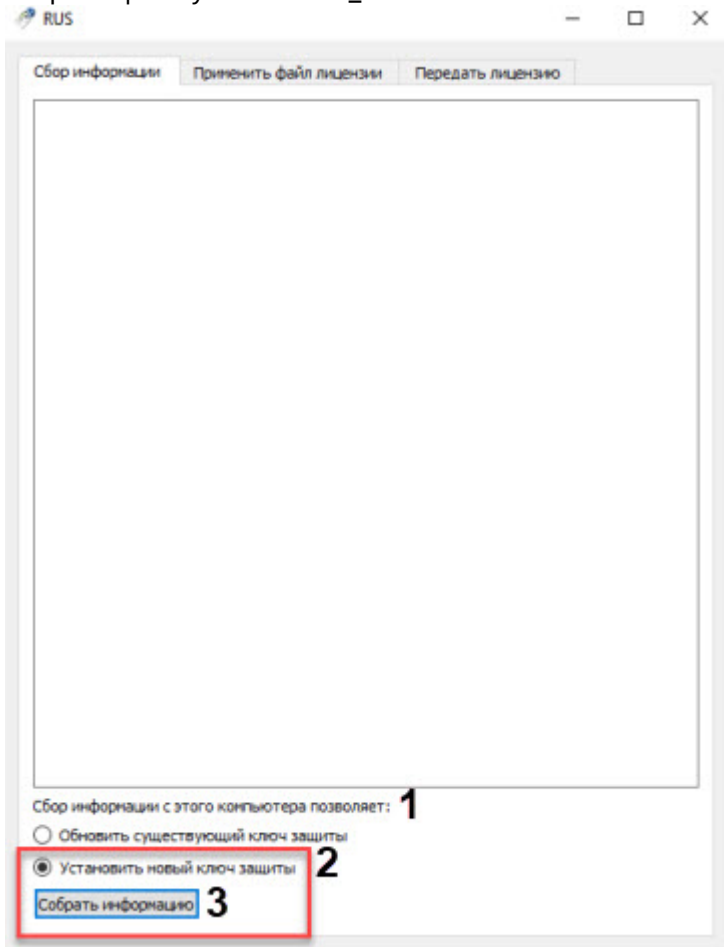 RUS
Сбор информации Применить файл лицензии Передать лицензию
Сбор информации с этого компьютера позволяет: 1
Обновить существующий ключ защиты
Установить новый ключ защиты 2
Собрать информацию 3